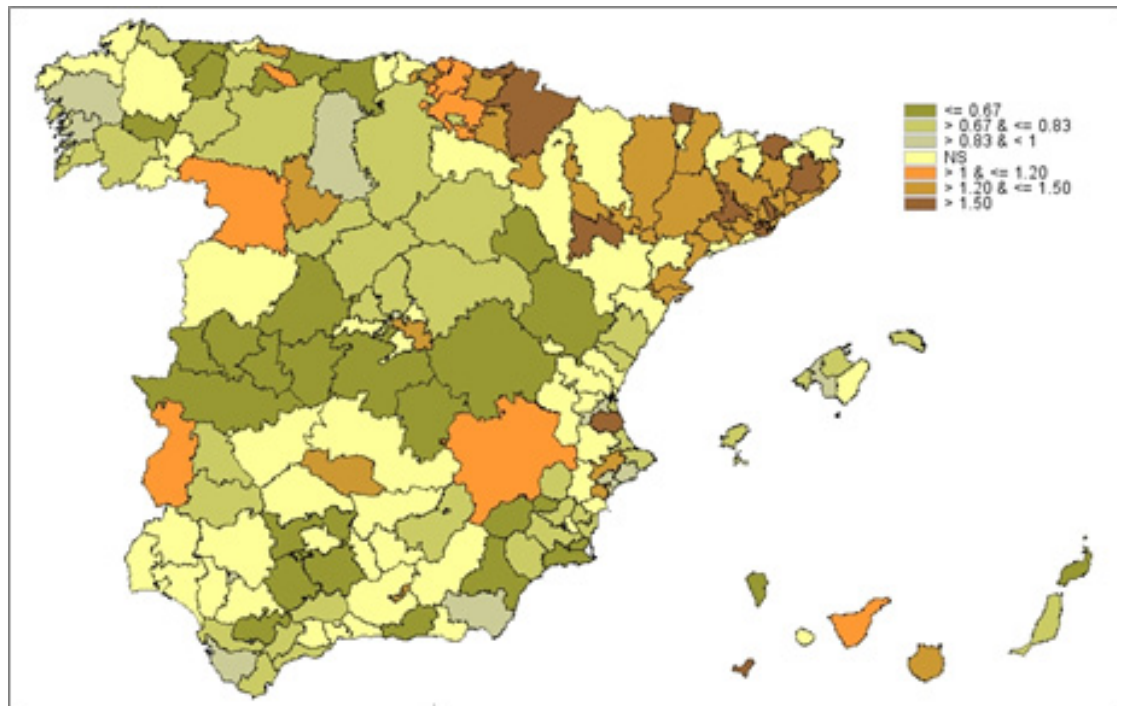 <= 0.67
> 0.67 & <= 0.83
> 0.83 & < 1
NS
> 1 & <= 1.20
> 1.20 & <= 1.50
> 1.50